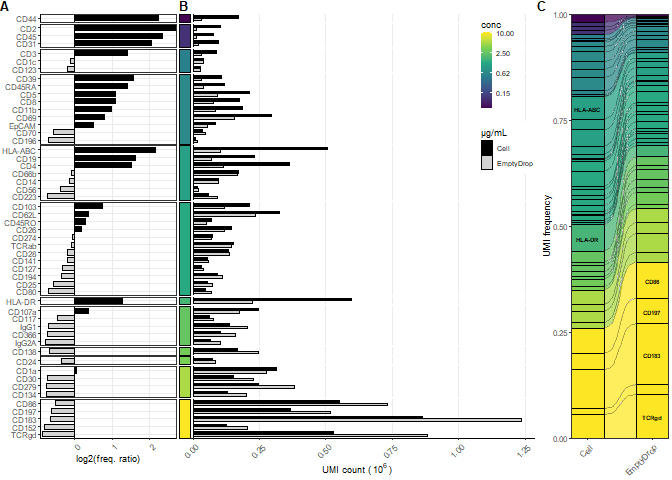 A
B
C
CD44
CD2
CD45
CD31
CD3
CD1c
CD123
CD39
CD45RA
CD5
CD8
CD11b
CD69
EpCAM
CD70
CD196
HLA-ABC
CD19
CD4
CD66b
CD14
CD56
CD223
CD103
CD62L
CD45RO
CD26
CD274
TCRab
CD28
CD141
CD127
CD194
CD25
CD80
HLA-DR
CD107a
CD117
IgG1
CD366
IgG2A
CD138
CD24
CD1a
CD30
CD279
CD134
CD86
CD197
CD183
CD152
TCRgd
0
1
2
log2(freq. ratio)
0.00
0.25
0.50
0.75
1.00
1.25
UMI count (10⁶)
conc
10.00
2.50
0.62
0.15
µg/mL
Cell
EmptyDrop
UMI frequency
1.00
0.75
0.50
0.25
0.00
HLA-ABC
HLA-DR
CD86
CD197
CD183
TCRgd
Cell
EmptyDrop